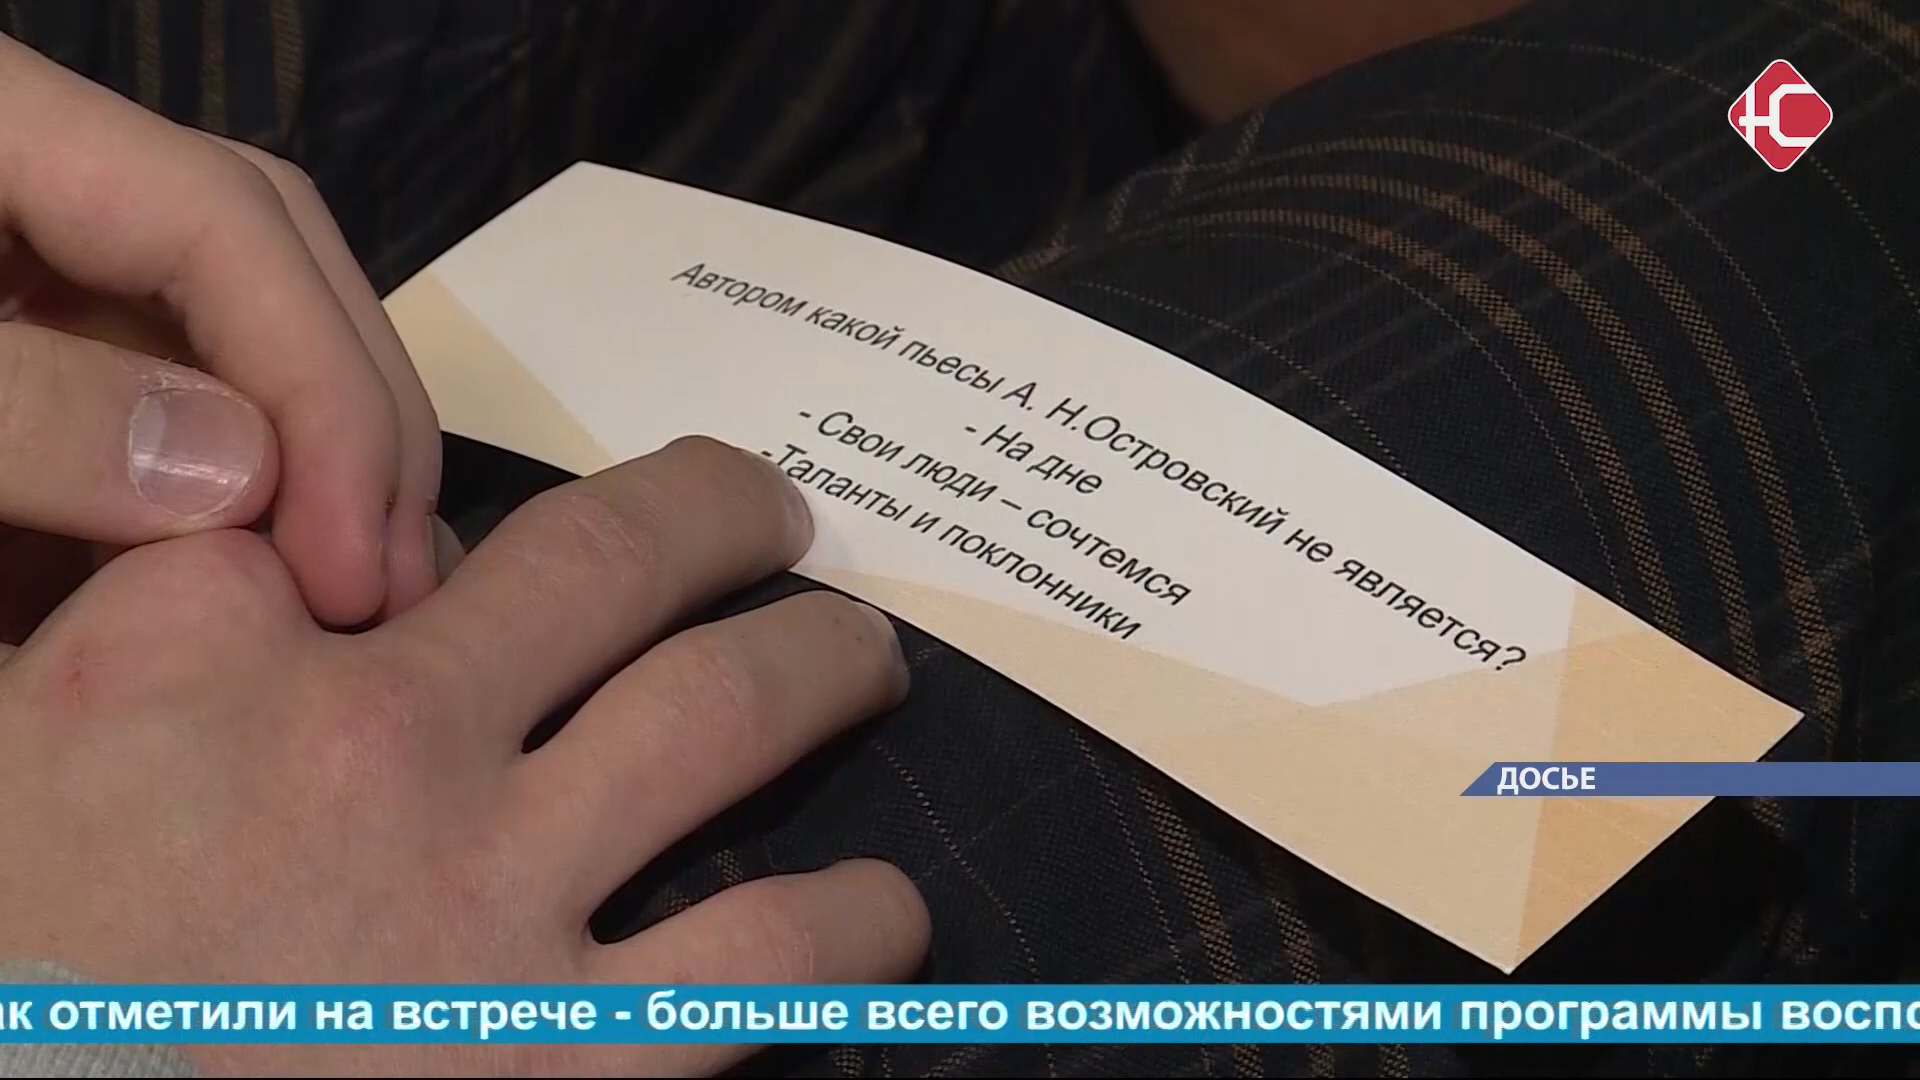 Автором какой пьесы А. Н.Островский не является?
- На дне
- Свои люди – сочтемся
-Таланты и поклонники
ДОСЬЕ
ак отметили на встрече - больше всего возможностями программы воспо